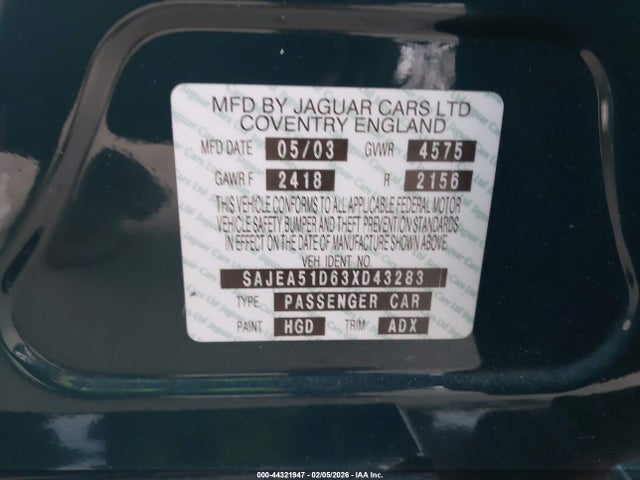 MFD BY JAGUAR CARS LTD
COVENTRY ENGLAND
MFD DATE 05/03 GVWR 4575
GAWR F 2418 R 2156
THIS VEHICLE CONFORMS TO ALL APPLICABLE FEDERAL MOTOR
VEHICLE SAFETY BUMPER AND THEFT PREVENTION STANDARDS
IN EFFECT ON THE DATE OF MANUFACTURE SHOWN ABOVE.
VEH IDENT NO.
SAJEA51D63XD43283
TYPE PASSENGER CAR
PAINT HGD TRIM ADX
000-44321947 - 02/05/2026 - IAA Inc.